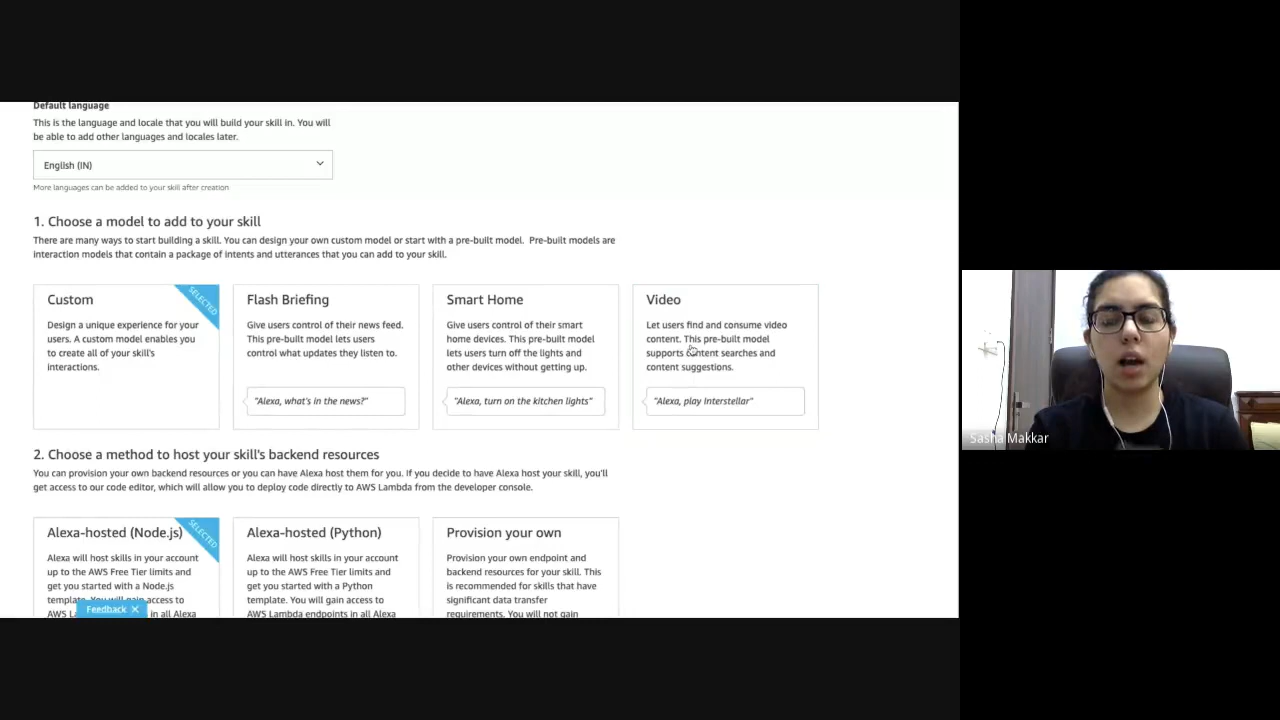 Default language
This is the language and locale that you will build your skill in. You will
be able to add other languages and locales later.
English (IN)
More languages can be added to your skill after creation
1. Choose a model to add to your skill
There are many ways to start building a skill. You can design your own custom model or start with a pre-built model. Pre-built models are
interaction models that contain a package of intents and utterances that you can add to your skill.
Custom
SELECTED
Design a unique experience for your
users. A custom model enables you
to create all of your skill's
interactions.
Flash Briefing
Give users control of their news feed.
This pre-built model lets users
control what updates they listen to.
"Alexa, what's in the news?"
Smart Home
Give users control of their smart
home devices. This pre-built model
lets users turn off the lights and
other devices without getting up.
"Alexa, turn on the kitchen lights"
Video
Let users find and consume video
content. This pre-built model
supports content searches and
content suggestions.
"Alexa, play Interstellar"
2. Choose a method to host your skill's backend resources
You can provision your own backend resources or you can have Alexa host them for you. If you decide to have Alexa host your skill, you'll
get access to our code editor, which will allow you to deploy code directly to AWS Lambda from the developer console.
Alexa-hosted (Node.js)
SELECTED
Alexa will host skills in your account
up to the AWS Free Tier limits and
get you started with a Node.js
template. You will gain access to
AWS La in all Alexa
Feedback
Alexa-hosted (Python)
Alexa will host skills in your account
up to the AWS Free Tier limits and
get you started with a Python
template. You will gain access to
AWS Lambda endpoints in all Alexa
Provision your own
Provision your own endpoint and
backend resources for your skill. This
is recommended for skills that have
significant data transfer
requirements. You will not gain
Sasha Makkar